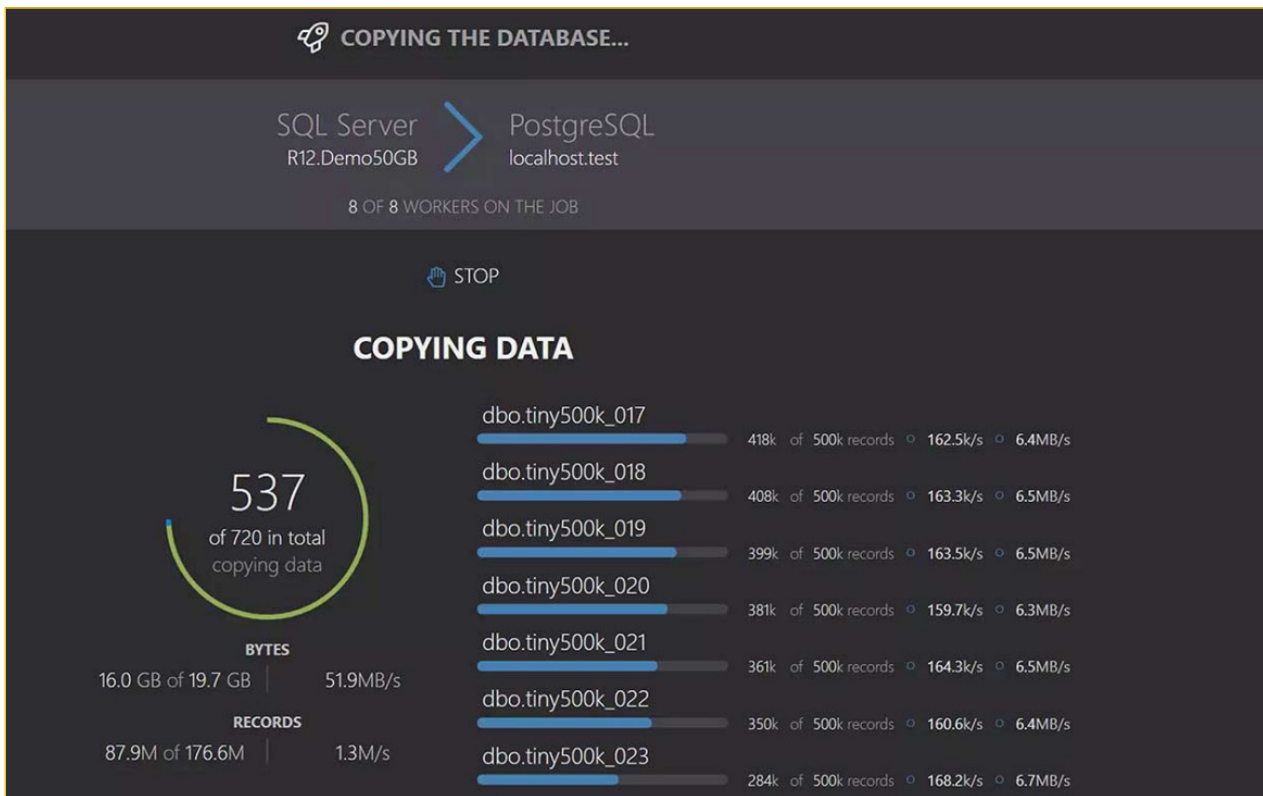 COPYING THE DATABASE...
SQL Server
R12.Demo50GB
PostgreSQL
localhost.test
8 OF 8 WORKERS ON THE JOB
STOP
COPYING DATA
537
of 720 in total
copying data
BYTES
16.0 GB of 19.7 GB 51.9MB/s
RECORDS
87.9M of 176.6M 1.3M/s
dbo.tiny500k_017
418k of 500k records 162.5k/s 6.4MB/s
dbo.tiny500k_018
408k of 500k records 163.3k/s 6.5MB/s
dbo.tiny500k_019
399k of 500k records 163.5k/s 6.5MB/s
dbo.tiny500k_020
381k of 500k records 159.7k/s 6.3MB/s
dbo.tiny500k_021
361k of 500k records 164.3k/s 6.5MB/s
dbo.tiny500k_022
350k of 500k records 160.6k/s 6.4MB/s
dbo.tiny500k_023
284k of 500k records 168.2k/s 6.7MB/s